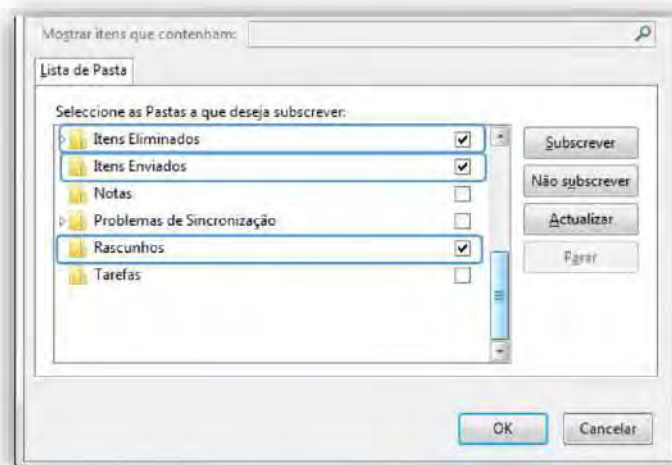 Mostrar itens que contenham:
Lista de Pasta
Seleccione as Pastas a que deseja subscrever:
Itens Eliminados
Itens Enviados
Notas
Problemas de Sincronização
Rascunhos
Tarefas
Subscrever
Não subscrever
Actualizar
Parar
OK
Cancelar